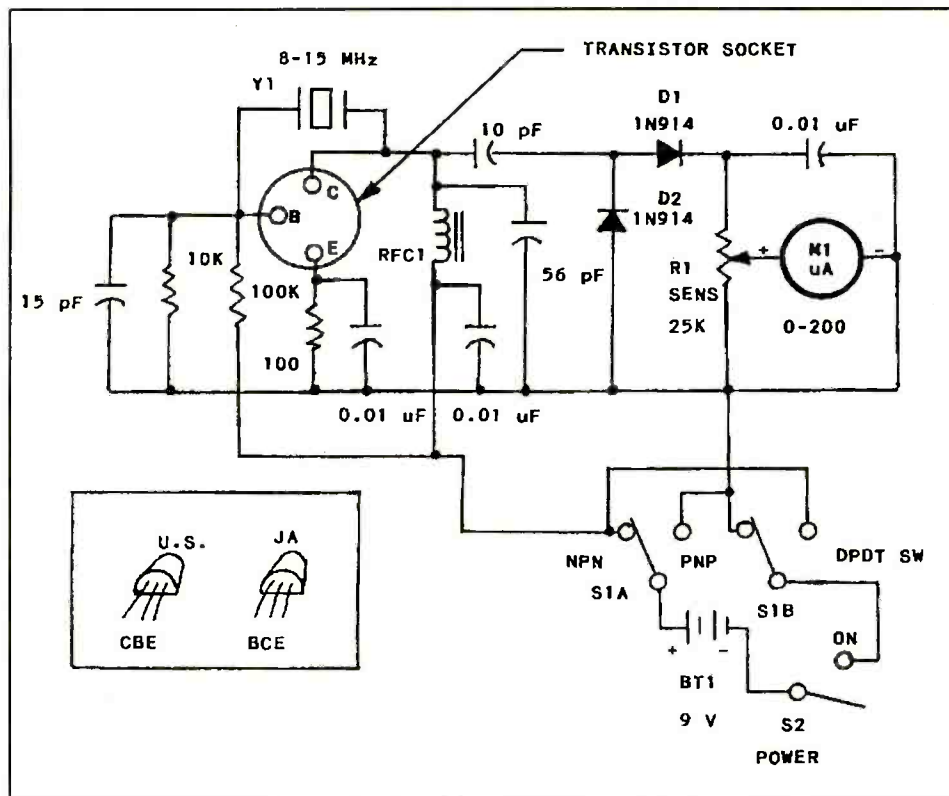 TRANSISTOR SOCKET
8-15 MHz
Y1
D1
1N914
10 pF
0.01 uF
C
B
E
D2
1N914
RFC1
10K
100K
15 pF
56 pF
R1
SENS
25K
+
M1
uA
-
0-200
100
0.01 uF
0.01 uF
U.S.
JA
CBE
BCE
NPN
PNP
DPDT SW
S1A
S1B
ON
+
-
BT1
9 V
S2
POWER